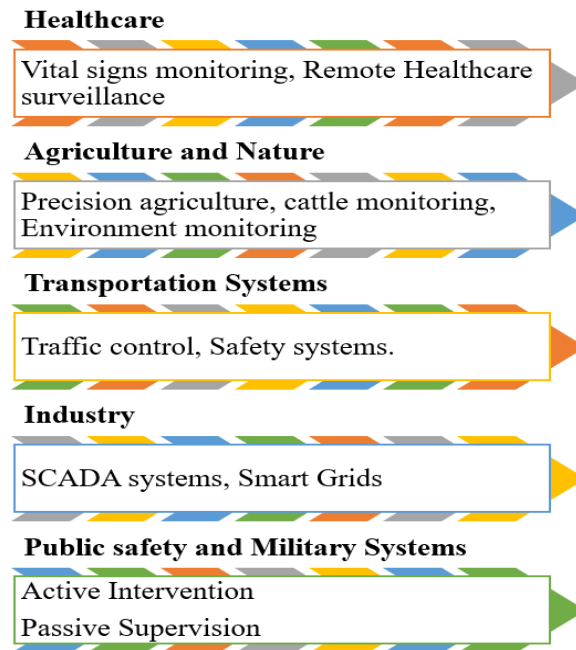 Healthcare
Vital signs monitoring, Remote Healthcare
surveillance
Agriculture and Nature
Precision agriculture, cattle monitoring,
Environment monitoring
Transportation Systems
Traffic control, Safety systems.
Industry
SCADA systems, Smart Grids
Public safety and Military Systems
Active Intervention
Passive Supervision